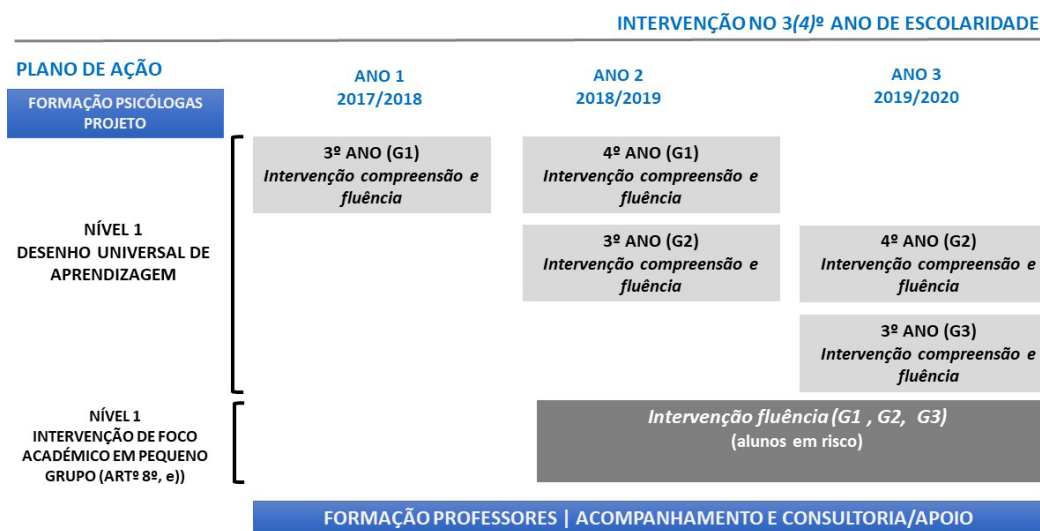 INTERVENÇÃO NO 3(4)º ANO DE ESCOLARIDADE
PLANO DE AÇÃO
FORMAÇÃO PSICÓLOGAS
PROJETO
ANO 1
2017/2018
ANO 2
2018/2019
ANO 3
2019/2020
NÍVEL 1
DESENHO UNIVERSAL DE
APRENDIZAGEM
3º ANO (G1)
Intervenção compreensão e
fluência
4º ANO (G1)
Intervenção compreensão e
fluência
3º ANO (G2)
Intervenção compreensão e
fluência
4º ANO (G2)
Intervenção compreensão e
fluência
3º ANO (G3)
Intervenção compreensão e
fluência
NÍVEL 1
INTERVENÇÃO DE FOCO
ACADÉMICO EM PEQUENO
GRUPO (ARTº 8º, e))
Intervenção fluência (G1 , G2, G3)
(alunos em risco)
FORMAÇÃO PROFESSORES | ACOMPANHAMENTO E CONSULTORIA/APOIO